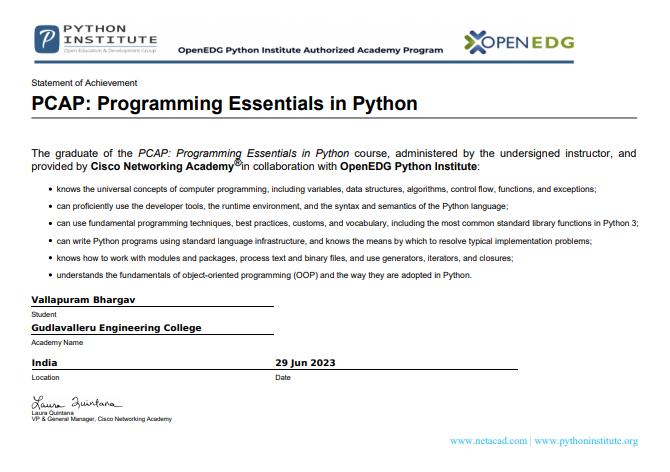 PYTHON
INSTITUTE
Open Education & Development Group
OpenEDG Python Institute Authorized Academy Program
OPENEDG
Statement of Achievement
PCAP: Programming Essentials in Python
The graduate of the PCAP: Programming Essentials in Python course, administered by the undersigned instructor, and
provided by Cisco Networking Academy® in collaboration with OpenEDG Python Institute:
• knows the universal concepts of computer programming, including variables, data structures, algorithms, control flow, functions, and exceptions;
• can proficiently use the developer tools, the runtime environment, and the syntax and semantics of the Python language;
• can use fundamental programming techniques, best practices, customs, and vocabulary, including the most common standard library functions in Python 3;
• can write Python programs using standard language infrastructure, and knows the means by which to resolve typical implementation problems;
• knows how to work with modules and packages, process text and binary files, and use generators, iterators, and closures;
• understands the fundamentals of object-oriented programming (OOP) and the way they are adopted in Python.
Vallapuram Bhargav
Student
Gudlavalleru Engineering College
Academy Name
India 29 Jun 2023
Location Date
Laura Quintana
Laura Quintana
VP & General Manager, Cisco Networking Academy
www.netacad.com | www.pythoninstitute.org